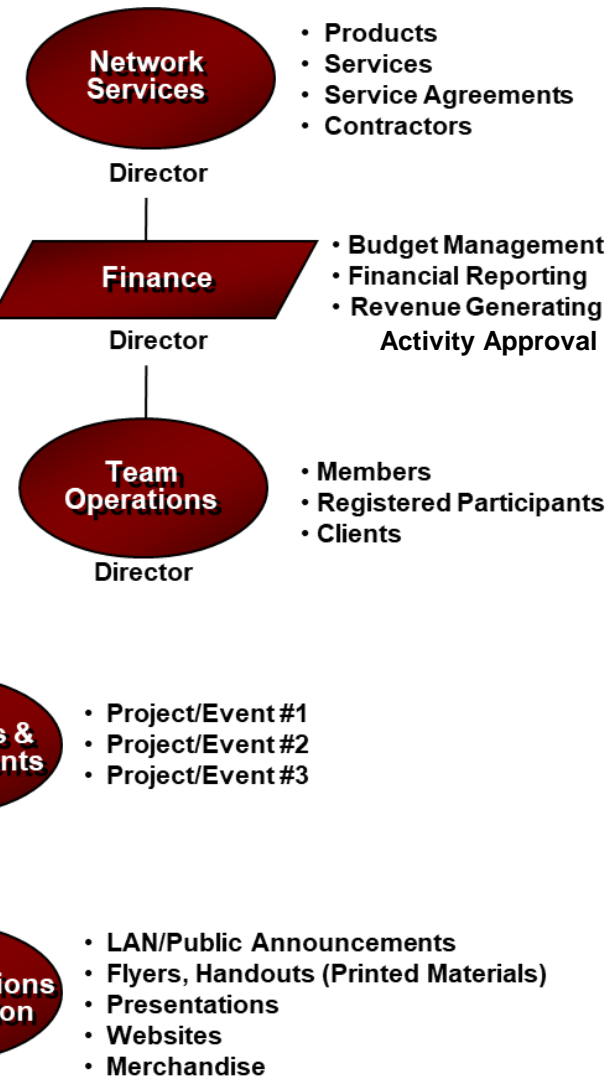 Network
Services
• Products
• Services
• Service Agreements
• Contractors
Director
Finance
• Budget Management
• Financial Reporting
• Revenue Generating
Activity Approval
Director
Team
Operations
• Members
• Registered Participants
• Clients
Director
&
• Project/Event #1
• Project/Event #2
• Project/Event #3
• LAN/Public Announcements
• Flyers, Handouts (Printed Materials)
• Presentations
• Websites
• Merchandise